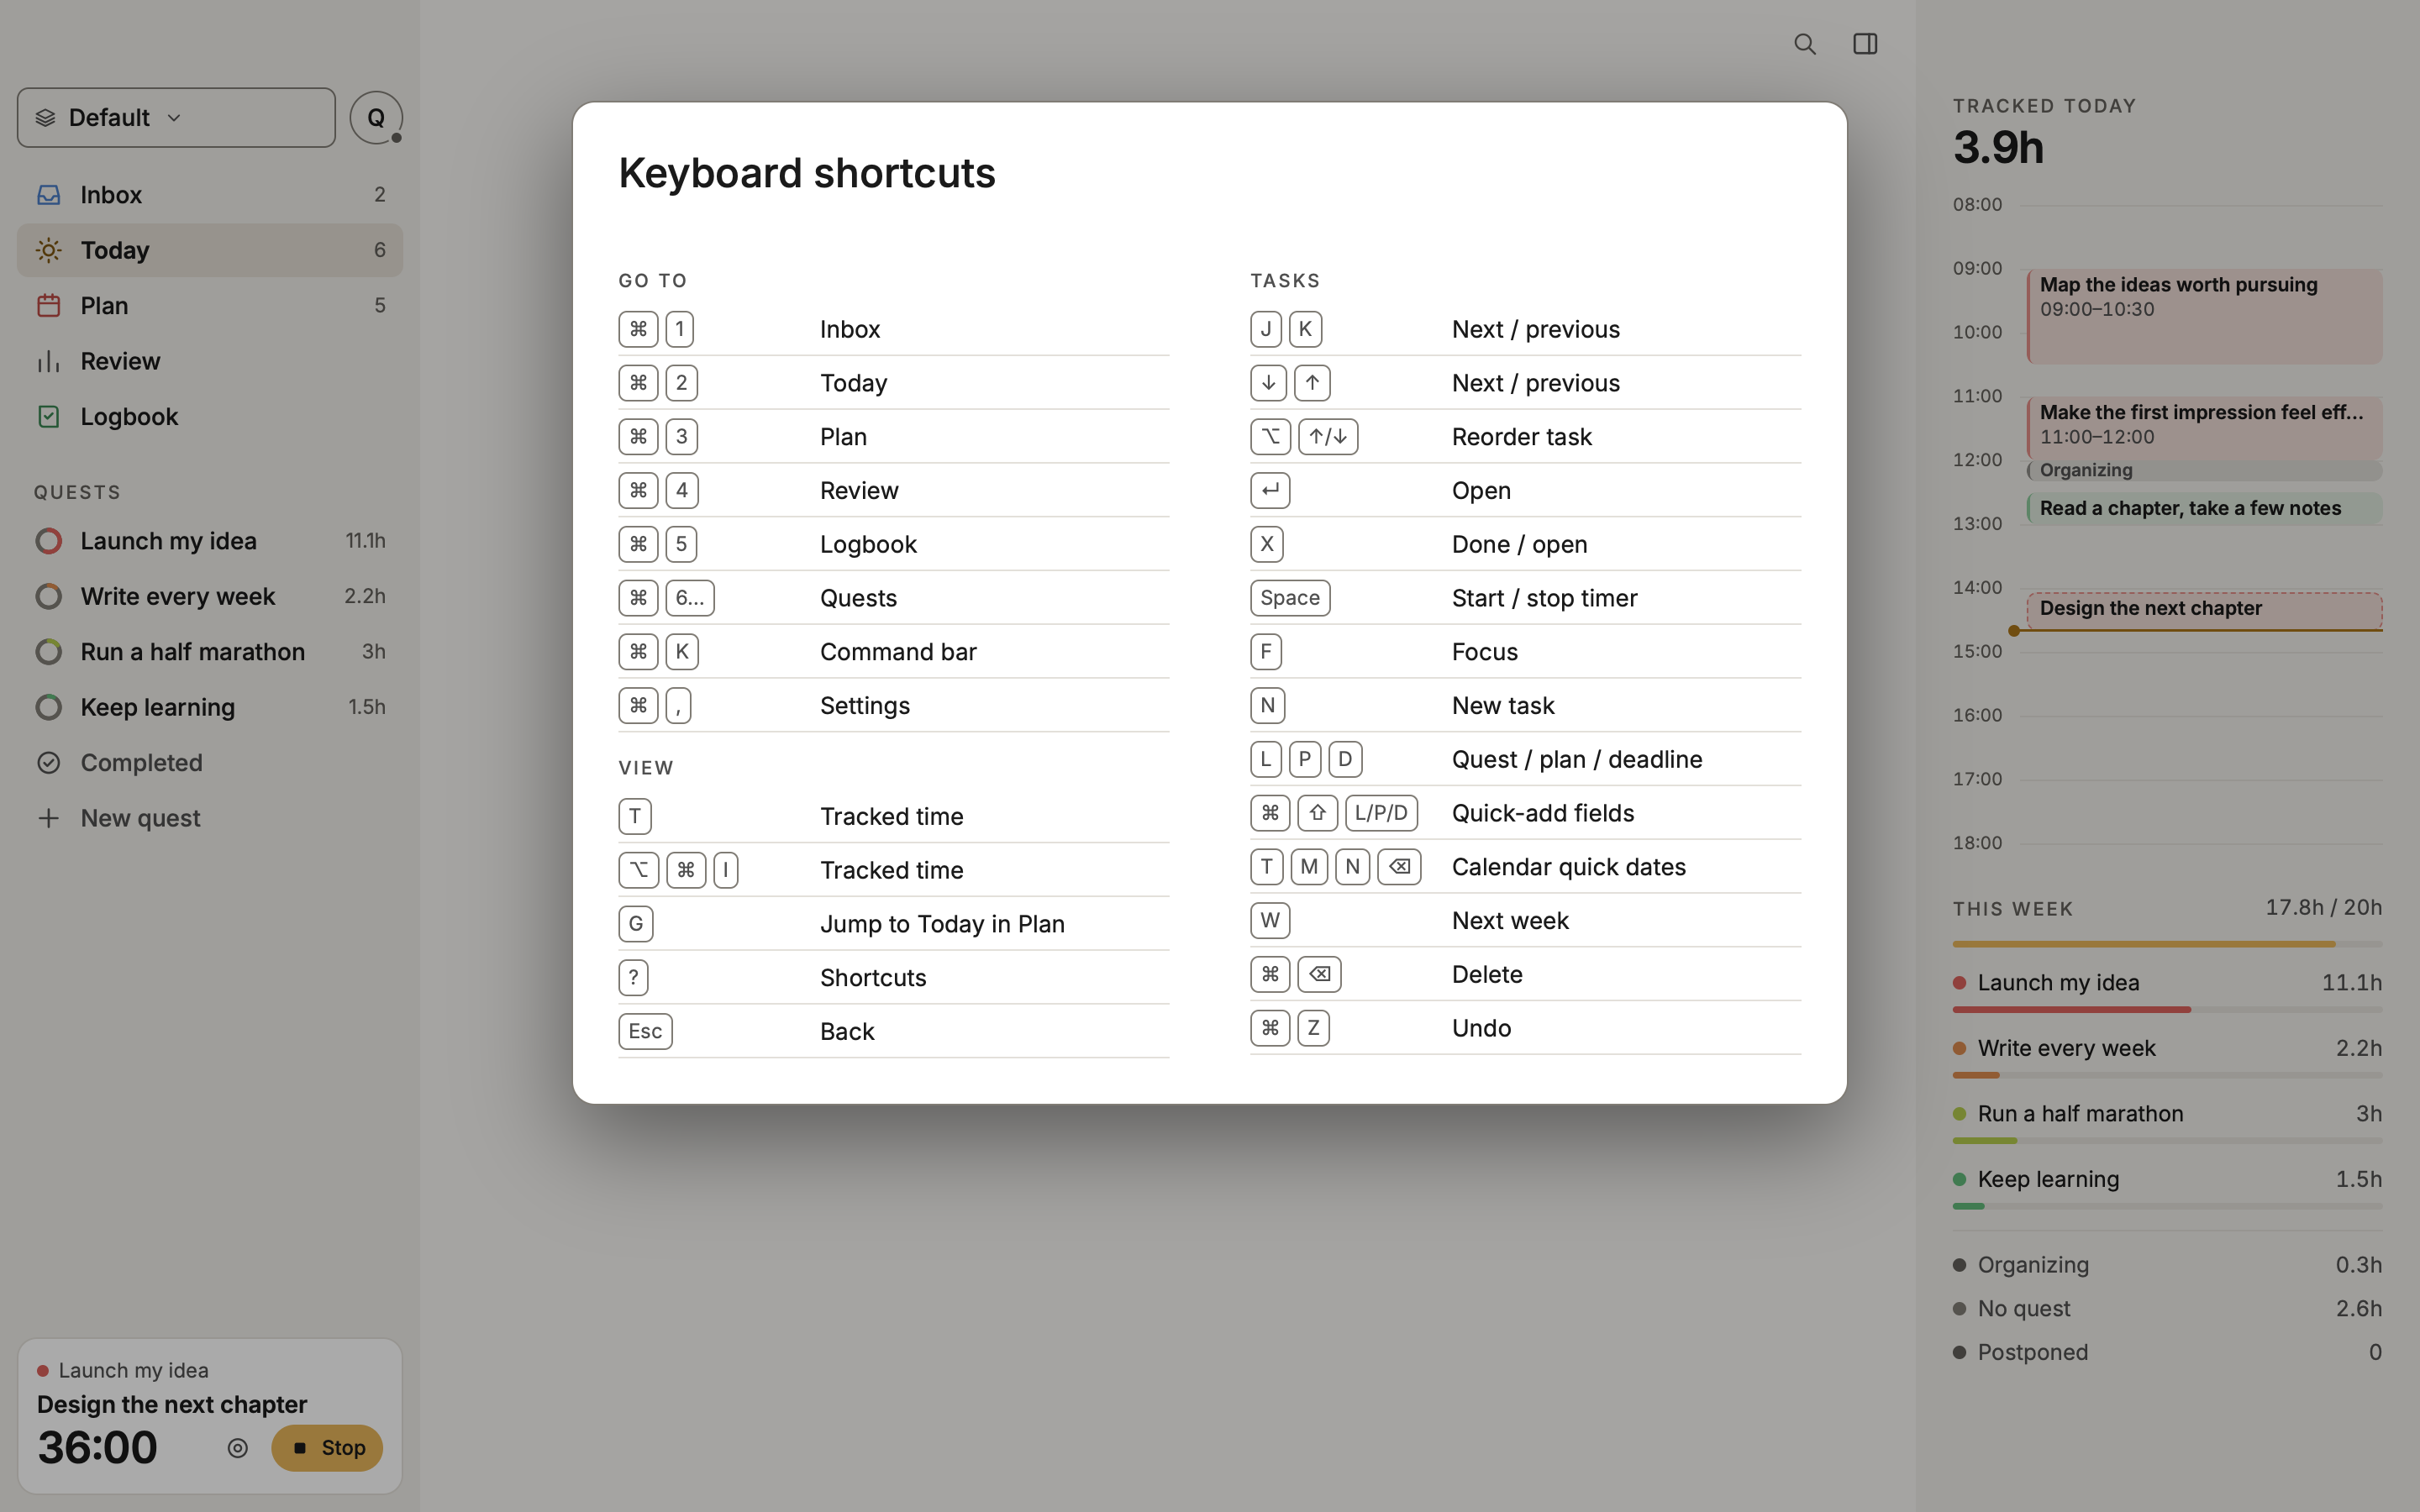 Default
Q
Inbox 2
Today 6
Plan 5
Review
Logbook
QUESTS
Launch my idea 11.1h
Write every week 2.2h
Run a half marathon 3h
Keep learning 1.5h
Completed
New quest
Launch my idea
Design the next chapter
36:00 Stop
Keyboard shortcuts
GO TO
⌘ 1 Inbox
⌘ 2 Today
⌘ 3 Plan
⌘ 4 Review
⌘ 5 Logbook
⌘ 6… Quests
⌘ K Command bar
⌘ , Settings
VIEW
T Tracked time
⌥ ⌘ I Tracked time
G Jump to Today in Plan
? Shortcuts
Esc Back
TASKS
J K Next / previous
↓ ↑ Next / previous
⌥ ↑/↓ Reorder task
↵ Open
X Done / open
Space Start / stop timer
F Focus
N New task
L P D Quest / plan / deadline
⌘ ⇧ L/P/D Quick-add fields
T M N ⌫ Calendar quick dates
W Next week
⌘ ⌫ Delete
⌘ Z Undo
TRACKED TODAY
3.9h
08:00
09:00
Map the ideas worth pursuing
09:00–10:30
10:00
11:00
Make the first impression feel eff…
11:00–12:00
12:00
Organizing
Read a chapter, take a few notes
13:00
14:00
Design the next chapter
15:00
16:00
17:00
18:00
THIS WEEK 17.8h / 20h
Launch my idea 11.1h
Write every week 2.2h
Run a half marathon 3h
Keep learning 1.5h
Organizing 0.3h
No quest 2.6h
Postponed 0